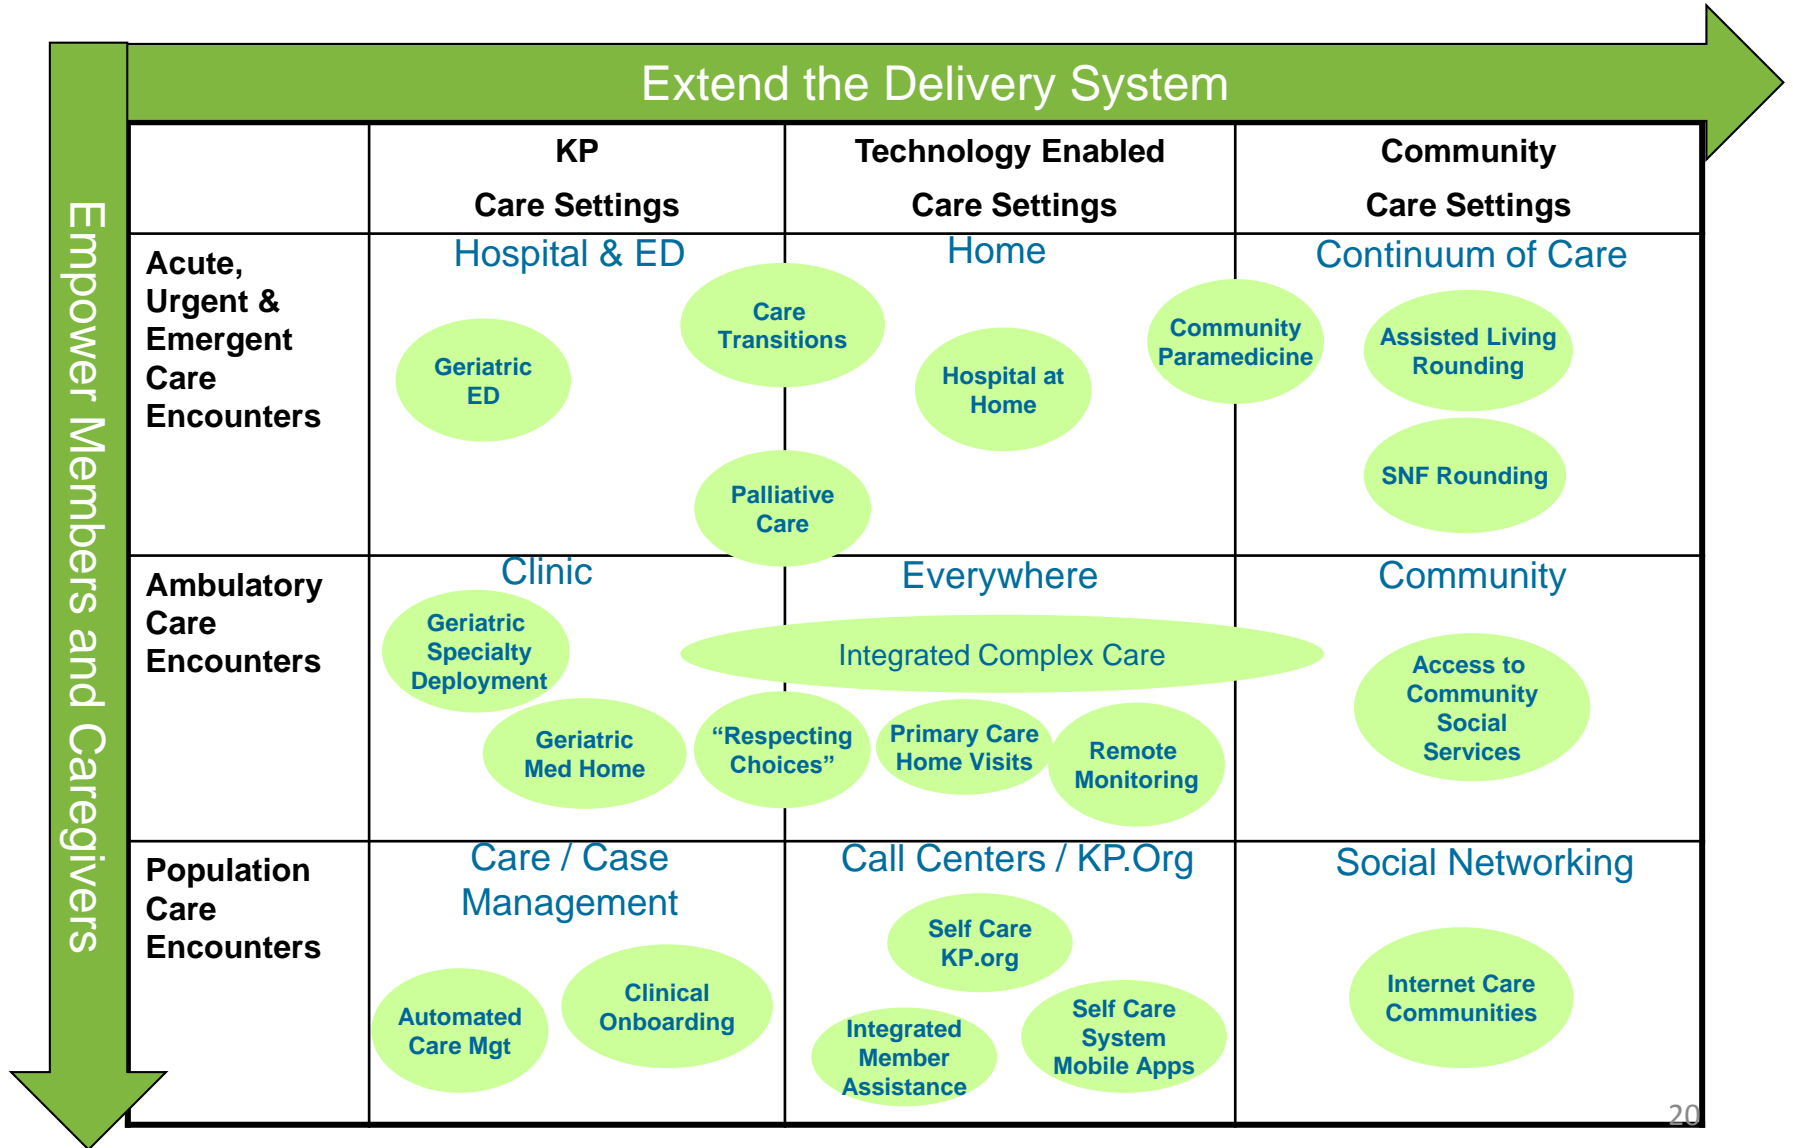 Extend the Delivery System
Empower Members and Caregivers
KP
Care Settings
Technology Enabled
Care Settings
Community
Care Settings
Acute,
Urgent &
Emergent
Care
Encounters
Hospital & ED
Geriatric
ED
Care
Transitions
Palliative
Care
Home
Hospital at
Home
Community
Paramedicine
Continuum of Care
Assisted Living
Rounding
SNF Rounding
Ambulatory
Care
Encounters
Clinic
Geriatric
Specialty
Deployment
Geriatric
Med Home
“Respecting
Choices”
Everywhere
Integrated Complex Care
Primary Care
Home Visits
Remote
Monitoring
Community
Access to
Community
Social
Services
Population
Care
Encounters
Care / Case
Management
Automated
Care Mgt
Clinical
Onboarding
Call Centers / KP.Org
Self Care
KP.org
Integrated
Member
Assistance
Self Care
System
Mobile Apps
Social Networking
Internet Care
Communities
20